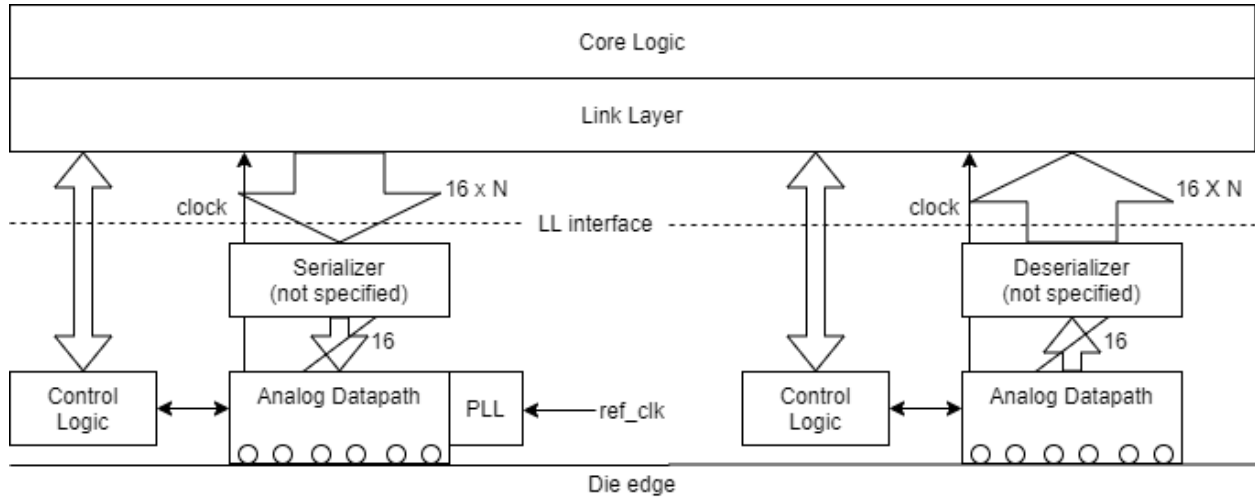 Core Logic
Link Layer
clock
16 x N
clock
16 X N
LL interface
Serializer
(not specified)
Deserializer
(not specified)
16
16
Control
Logic
Analog Datapath
PLL
ref_clk
Control
Logic
Analog Datapath
Die edge